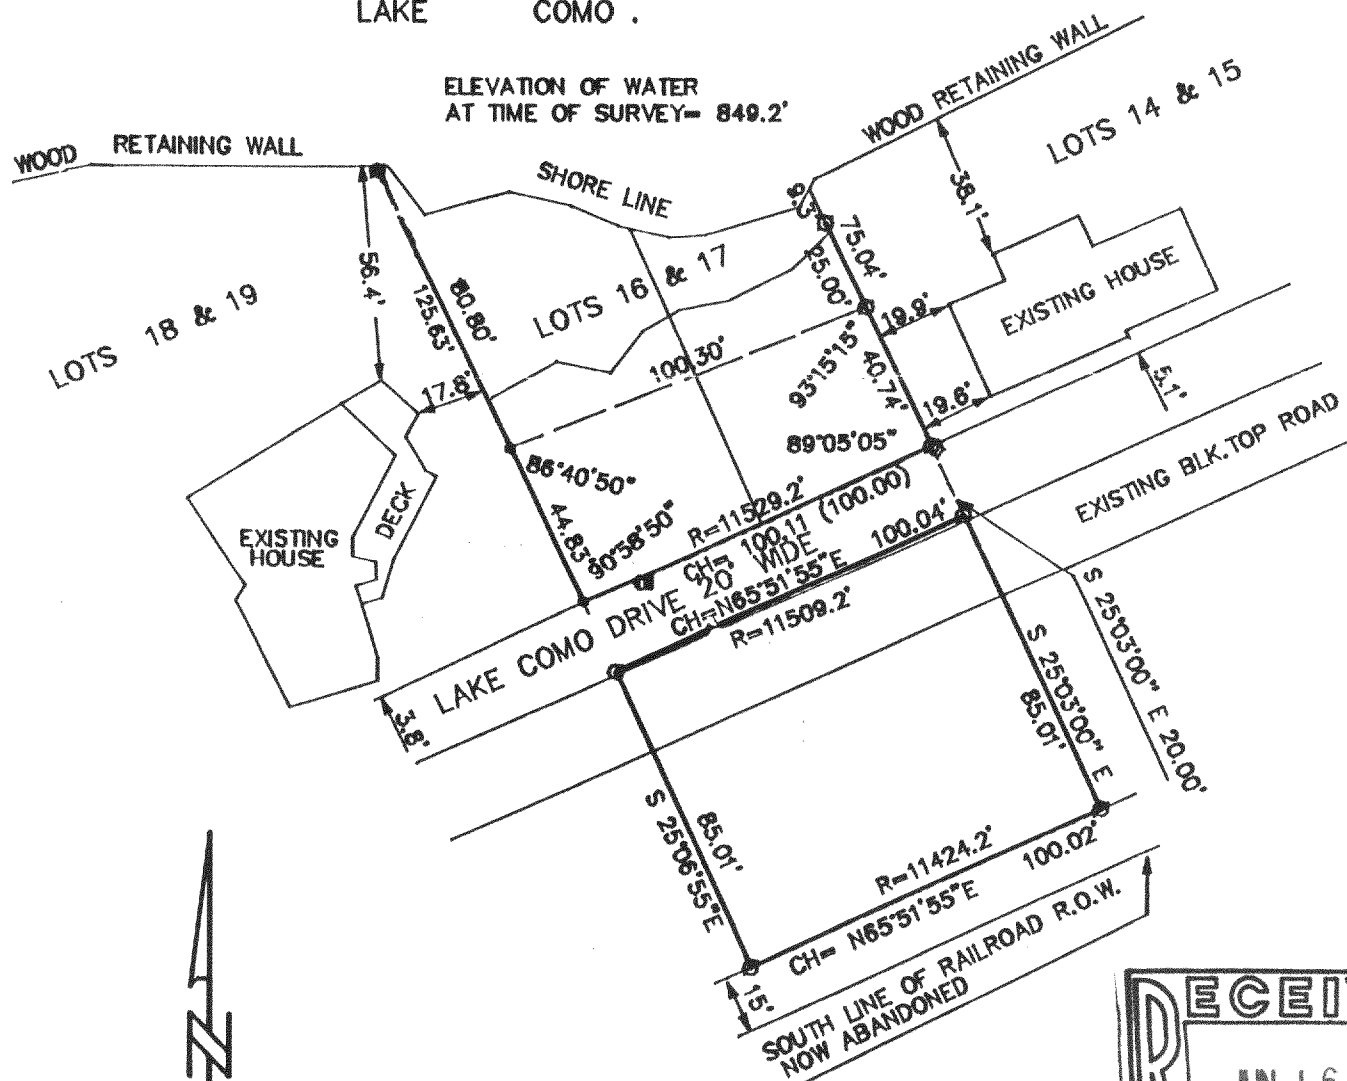 LAKE COMO .
ELEVATION OF WATER
AT TIME OF SURVEY= 849.2'
WOOD RETAINING WALL
WOOD RETAINING WALL
LOTS 14 & 15
SHORE LINE
9.3'
75.04'
25.00'
38.1'
56.4'
80.80'
125.63'
LOTS 18 & 19
LOTS 16 & 17
19.9'
EXISTING HOUSE
100.30'
93°15'15"
40.74'
17.8'
19.6'
5.1'
89°05'05"
86°40'50"
EXISTING BLK.TOP ROAD
DECK
EXISTING
HOUSE
44.83'
90°58'50"
R=11529.2'
CH= 100.11 (100.00)
LAKE COMO DRIVE 20' WIDE
100.04'
CH=N65°51'55"E
R=11509.2'
S 25°03'00" E 20.00'
S 25°03'00" E
85.01'
3.8'
85.01'
S 25°06'55"E
R=11424.2'
100.02'
CH= N65°51'55"E
15'
SOUTH LINE OF RAILROAD R.O.W.
NOW ABANDONED
N
RECEI